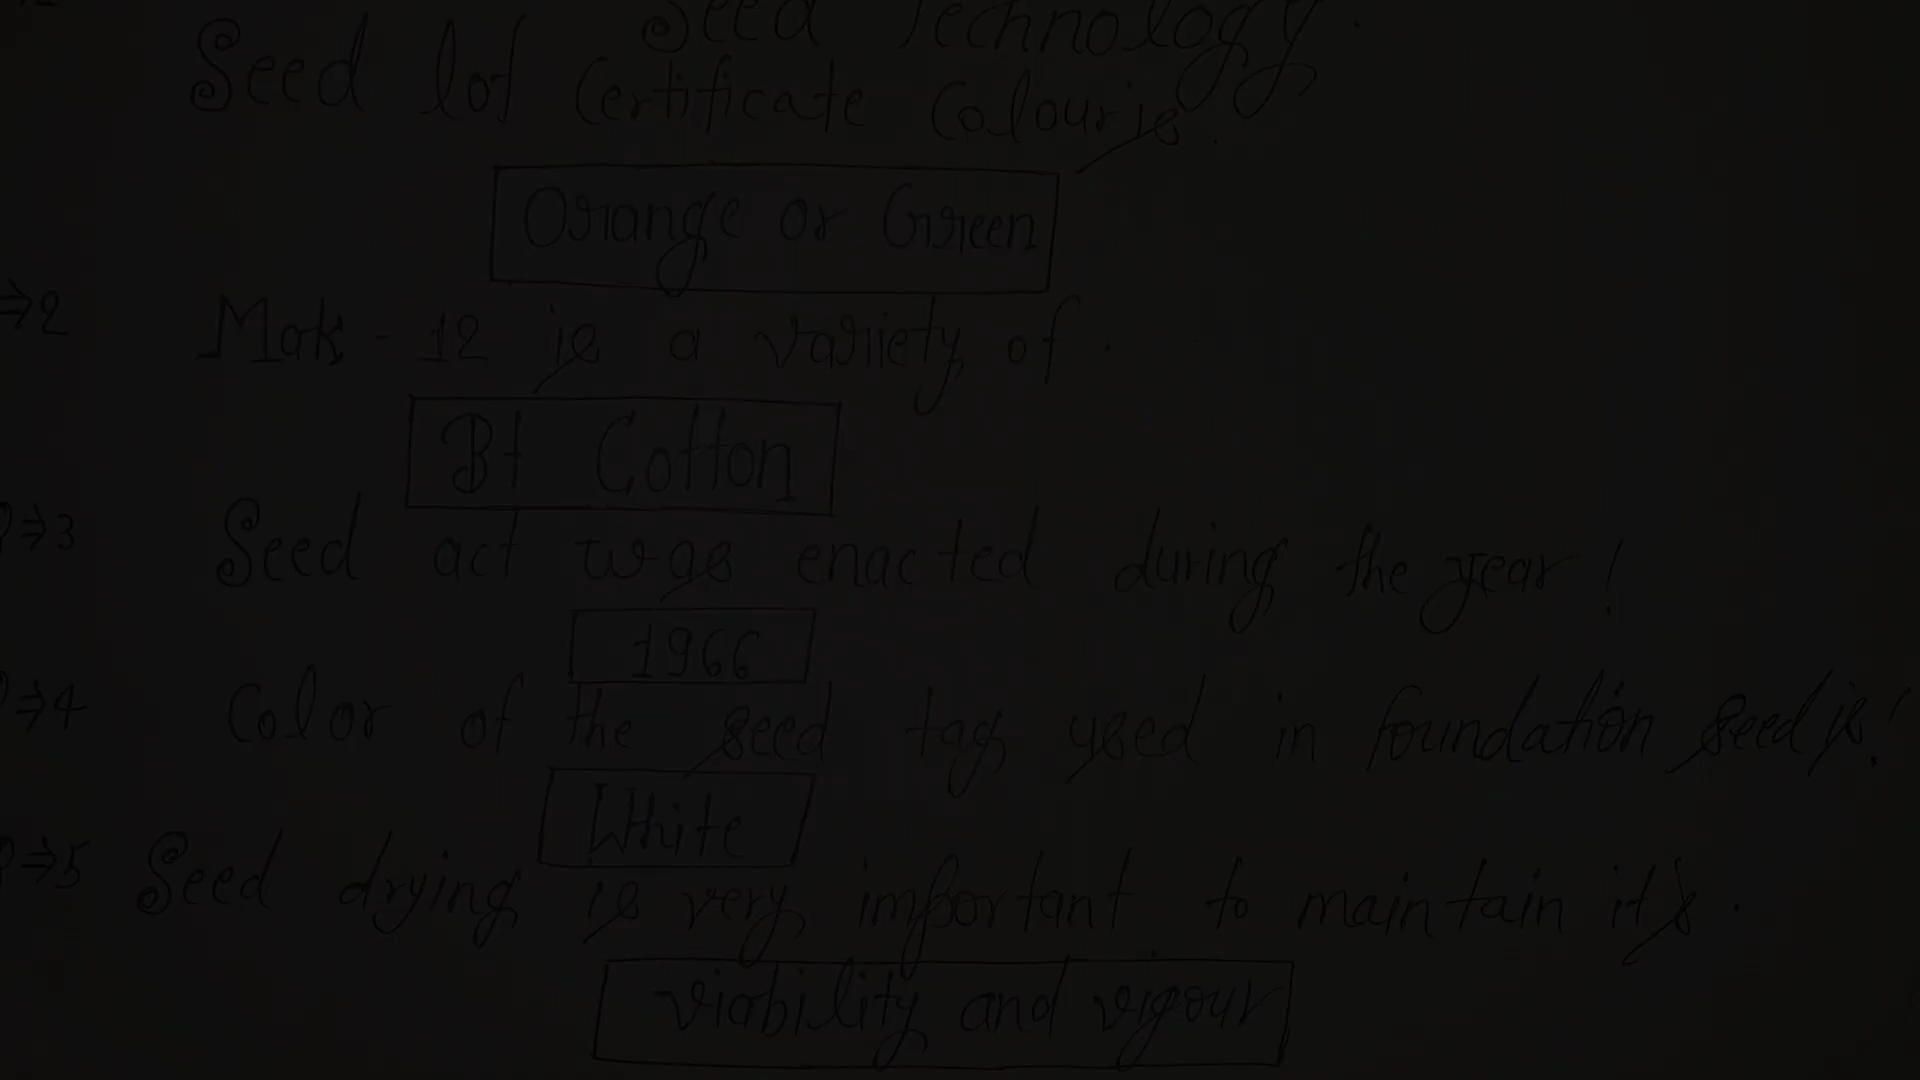 Seed Technology.
Seed lot Certificate Colour is.
Orange or Green
⇒2 Mak - 12 is a variety of.
Bt Cotton
⇒3 Seed act was enacted during the year!
1966
⇒4 Color of the seed tag used in foundation seed is!
White
⇒5 Seed drying is very important to maintain it's.
viability and vigour